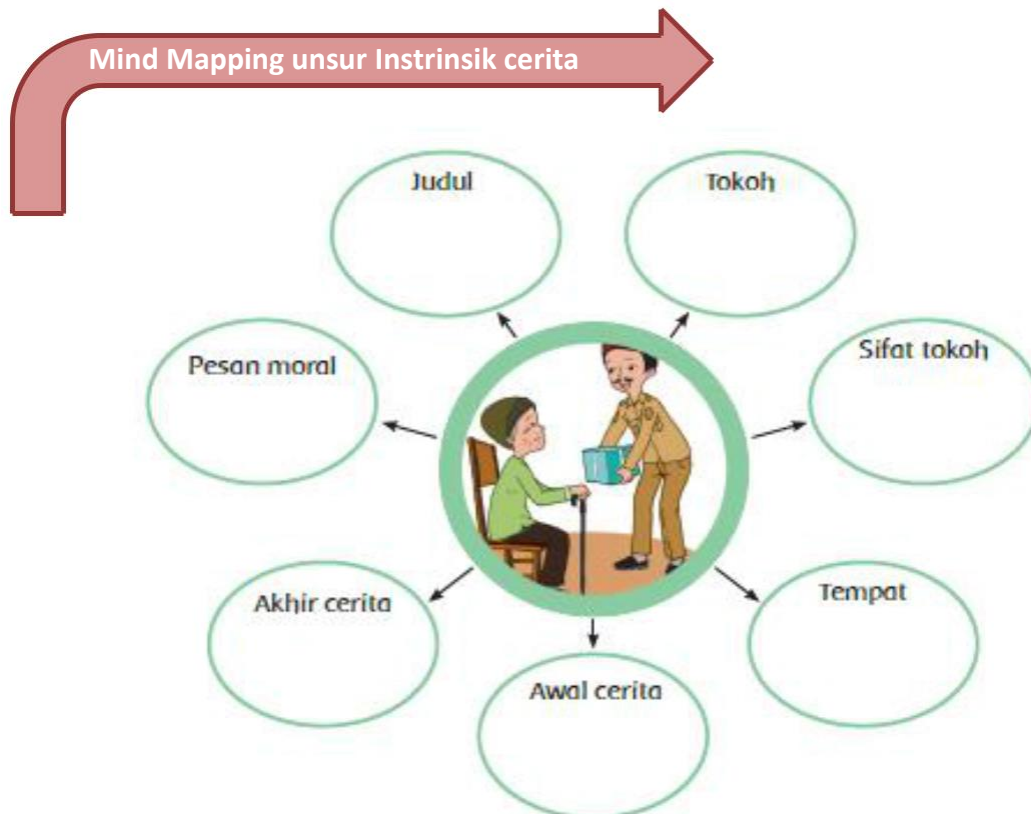 Mind Mapping unsur Instrinsik cerita
Judul
Tokoh
Pesan moral
Sifat tokoh
Akhir cerita
Tempat
Awal cerita